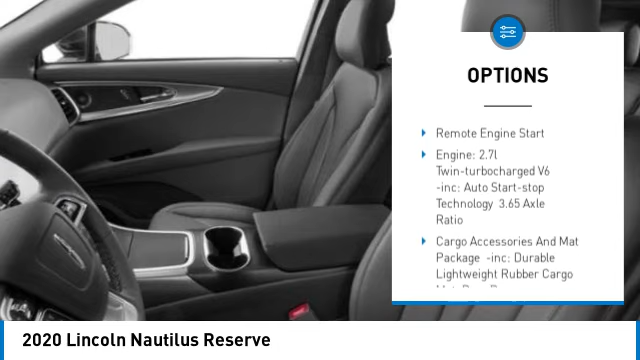 OPTIONS
Remote Engine Start
Engine: 2.7l
Twin-turbocharged V6
-inc: Auto Start-stop
Technology 3.65 Axle
Ratio
Cargo Accessories And Mat
Package -inc: Durable
Lightweight Rubber Cargo
2020 Lincoln Nautilus Reserve